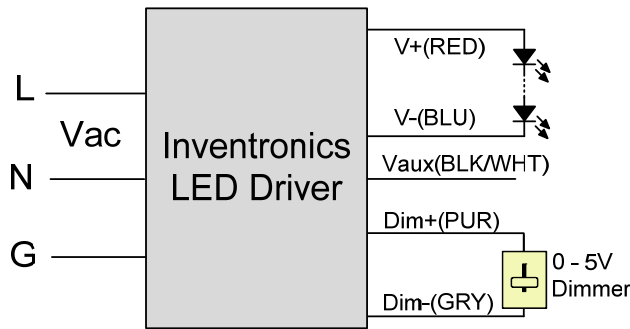 L
Vac
N
G
Inventronics
LED Driver
V+(RED)
V-(BLU)
Vaux(BLK/WHT)
Dim+(PUR)
Dim-(GRY)
0 - 5V
Dimmer